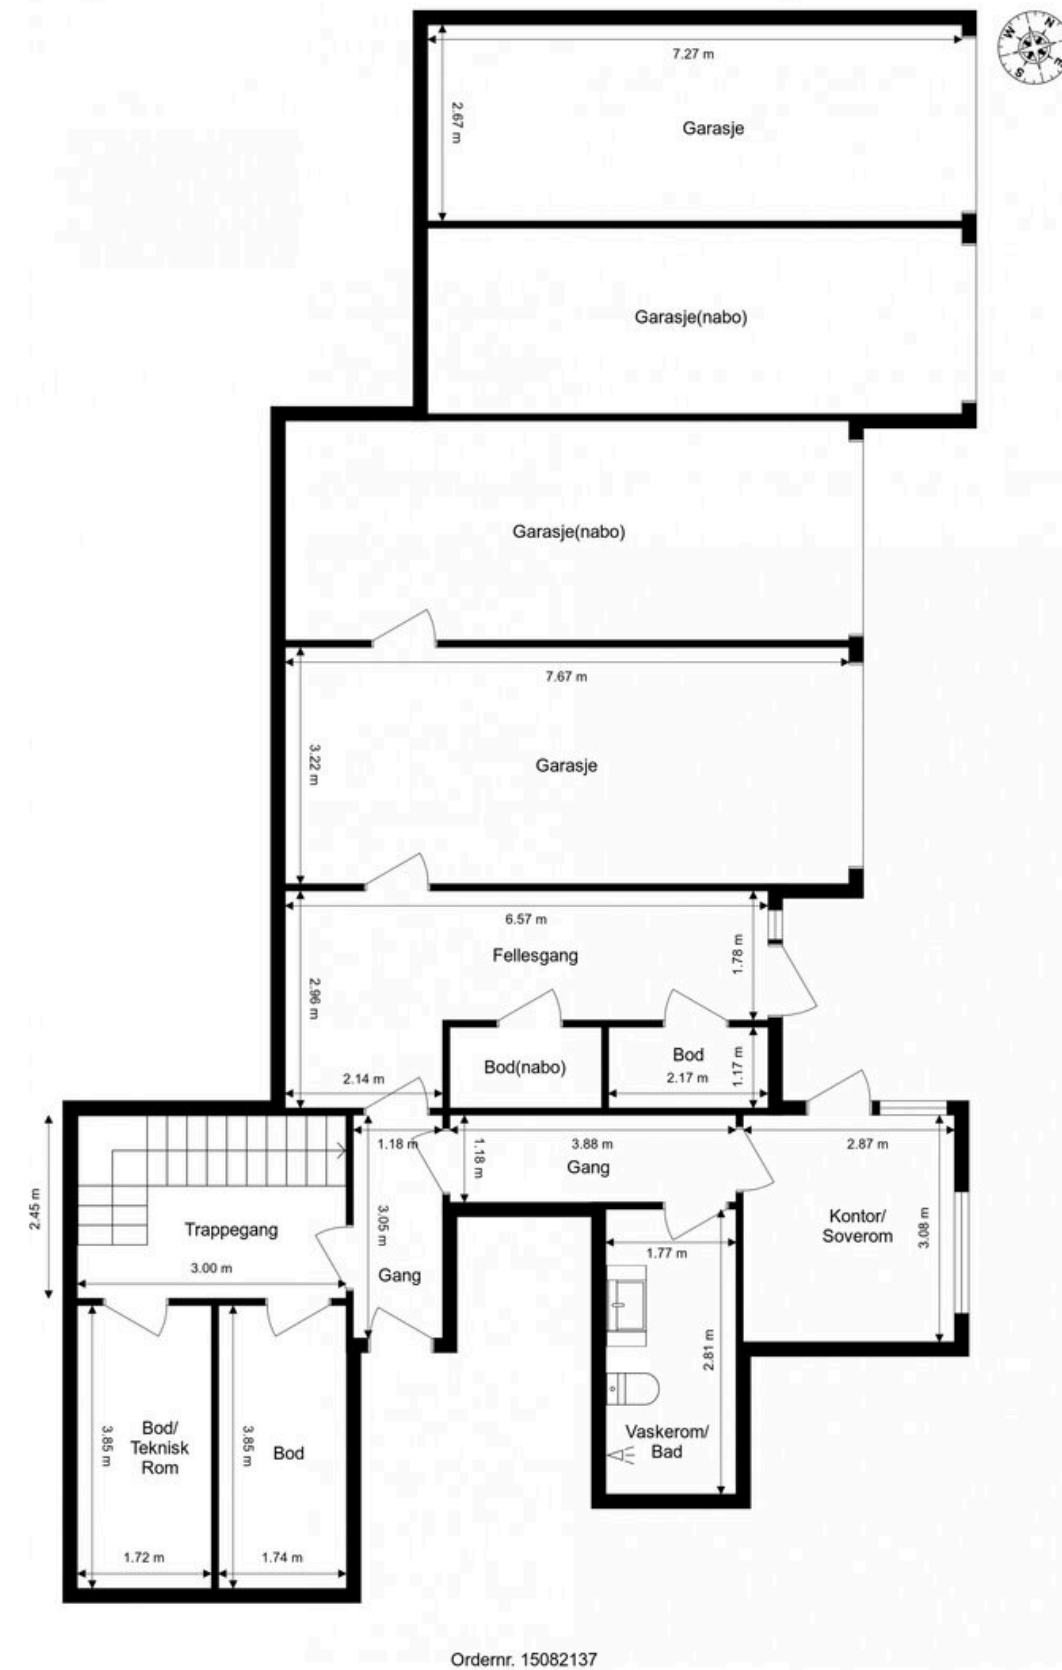 N
W
E
S
7.27 m
2.67 m
Garasje
Garasje(nabo)
Garasje(nabo)
7.67 m
3.22 m
Garasje
6.57 m
1.78 m
Fellesgang
2.96 m
Bod(nabo)
Bod
2.17 m
1.17 m
2.14 m
1.18 m
1.18 m
3.88 m
Gang
2.87 m
2.45 m
3.05 m
Trappegang
3.00 m
Gang
1.77 m
Kontor/
Soverom
3.08 m
2.81 m
3.85 m
Bod/
Teknisk
Rom
3.85 m
Bod
Vaskerom/
Bad
1.72 m
1.74 m
Ordernr. 15082137